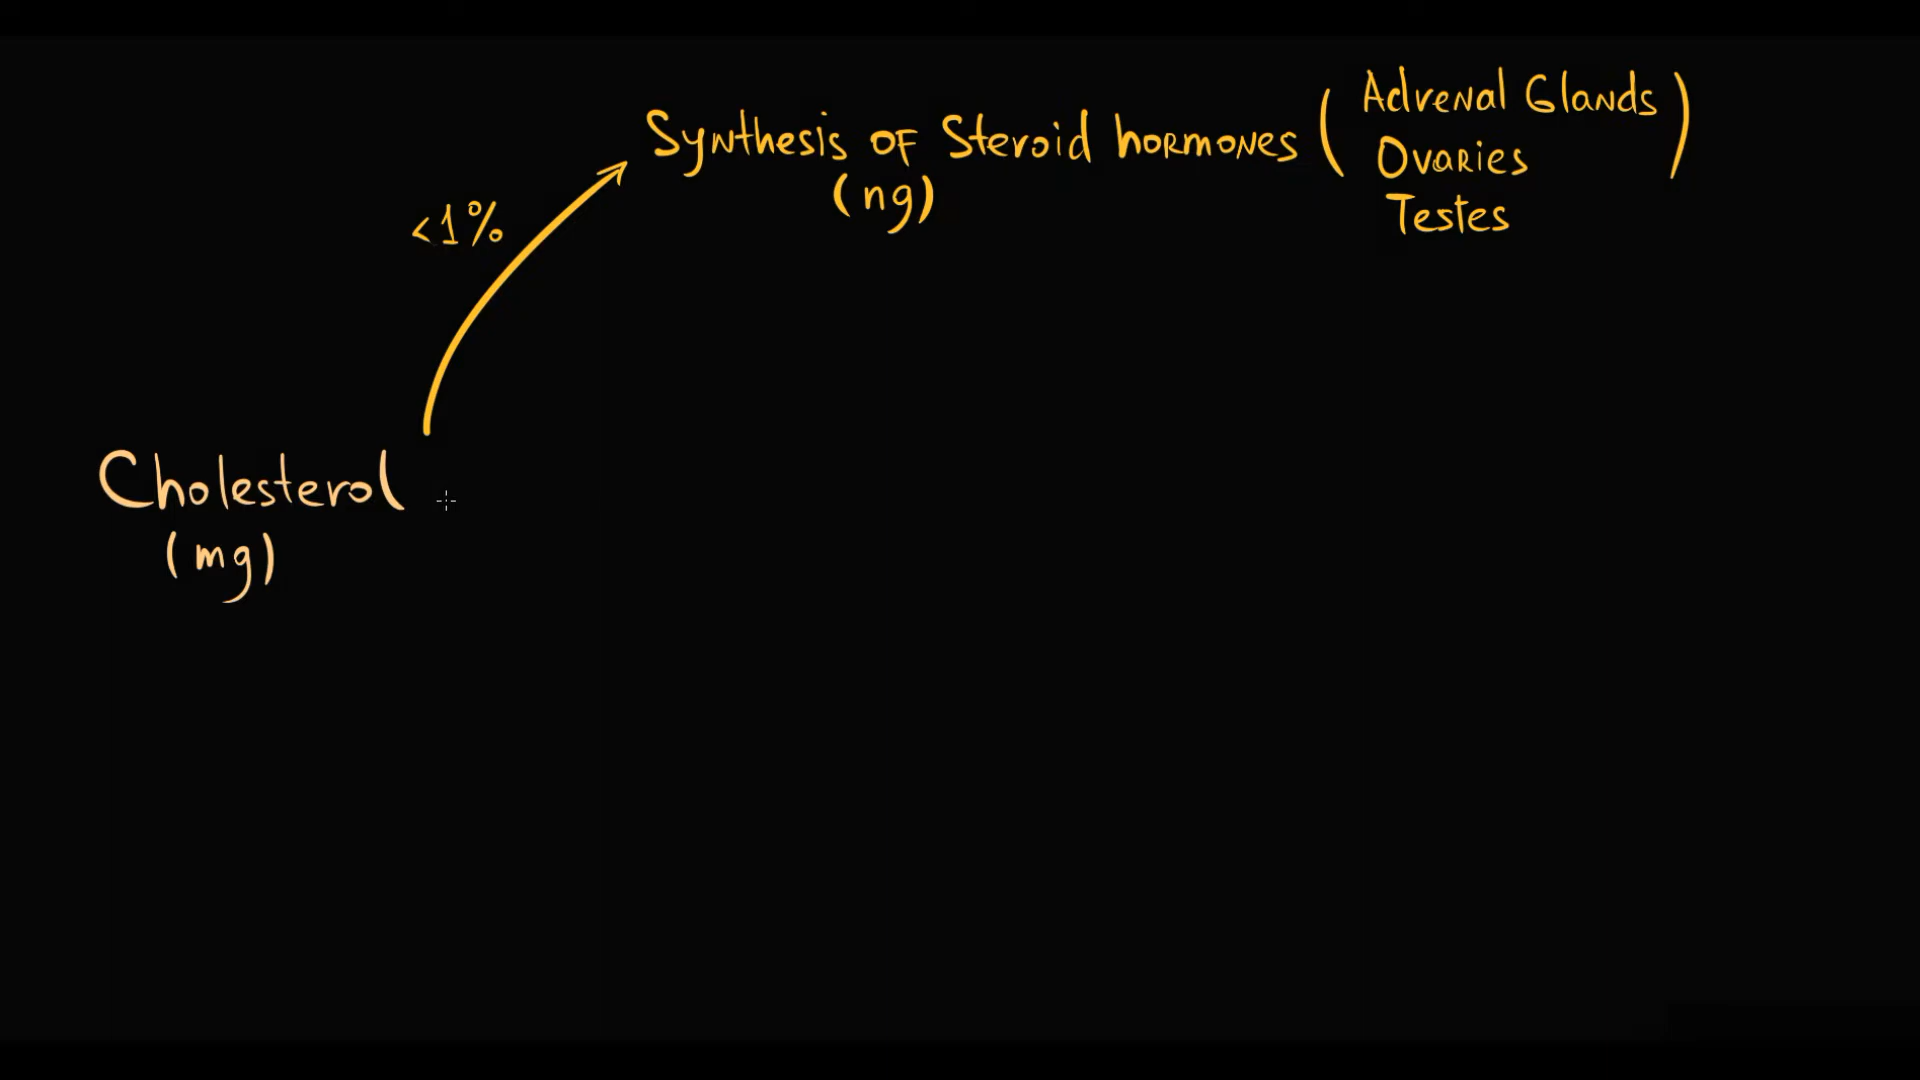 Adrenal Glands
Synthesis of Steroid hormones ( Ovaries )
(ng)
Testes
<1%
Cholesterol
(mg)